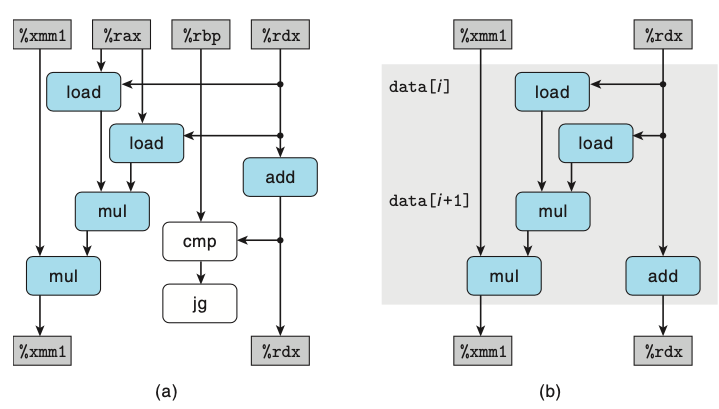 %xmm1 %rax %rbp %rdx
load
load
add
mul
cmp
mul
jg
%xmm1 %rdx
(a)
%xmm1 %rdx
data[i]
load
load
data[i+1]
mul
mul add
%xmm1 %rdx
(b)